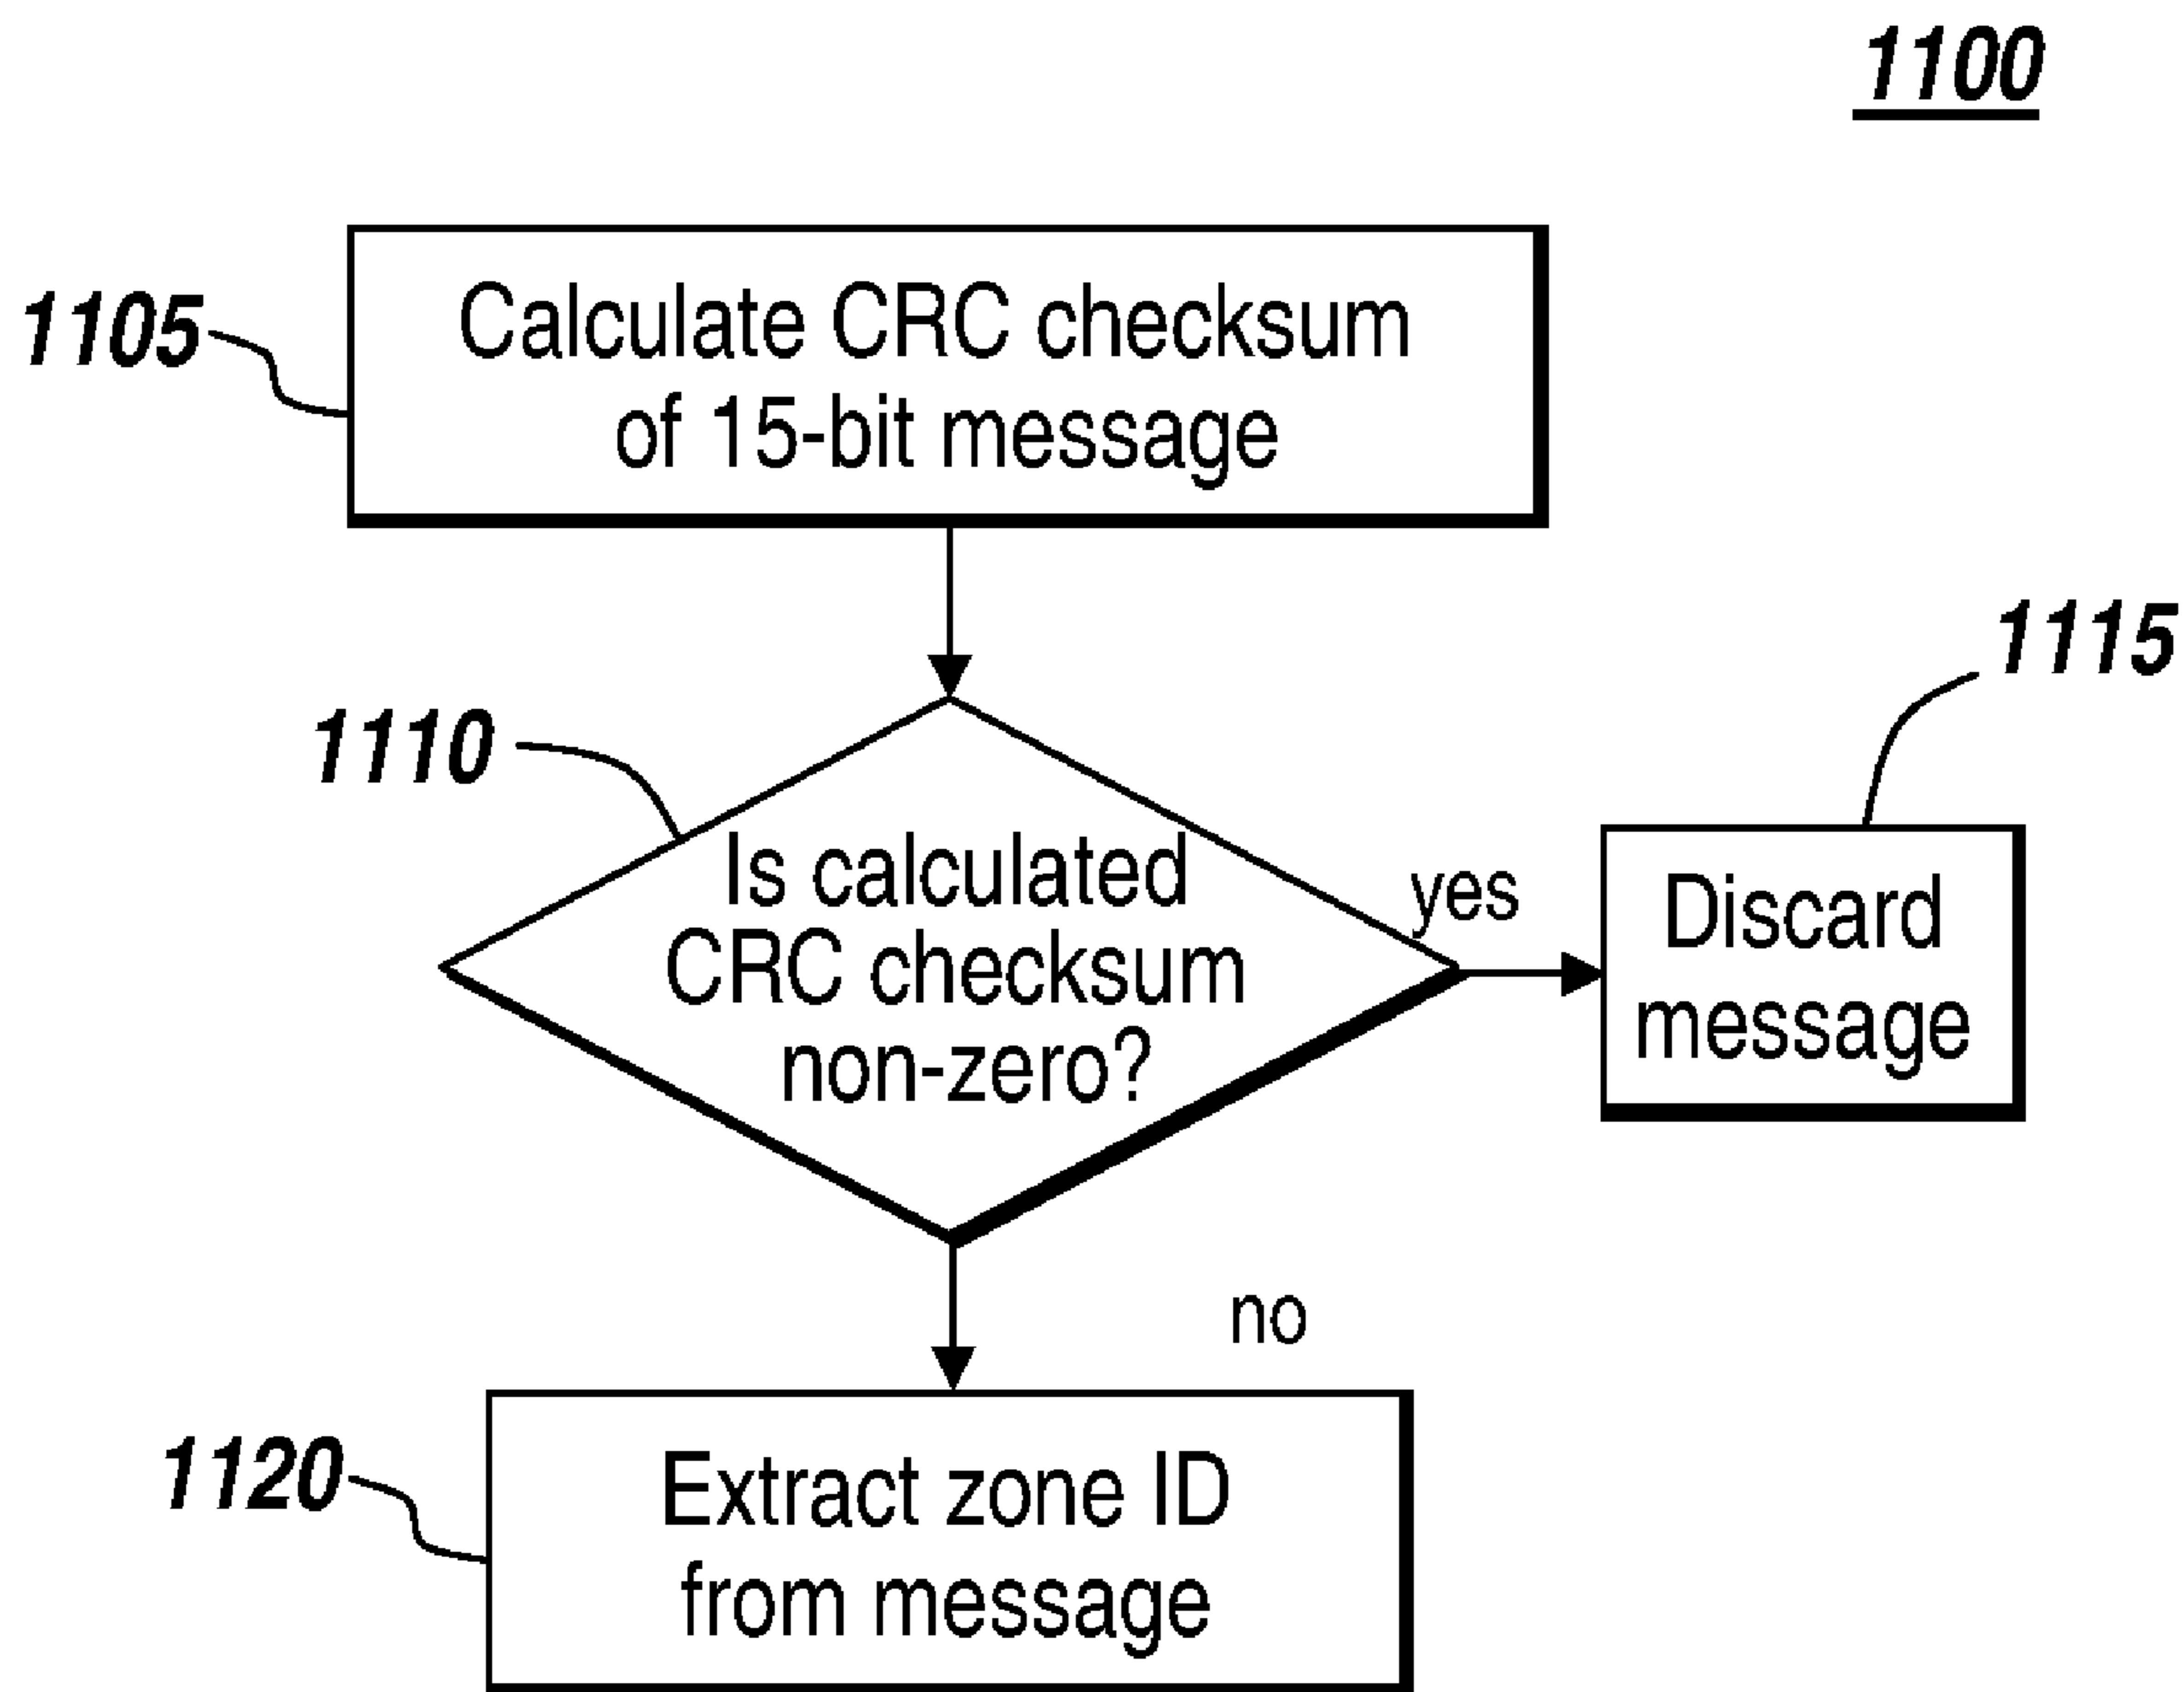 1100
1105
Calculate CRC checksum
of 15-bit message
1110
Is calculated
CRC checksum
non-zero?
yes
1115
Discard
message
no
1120
Extract zone ID
from message